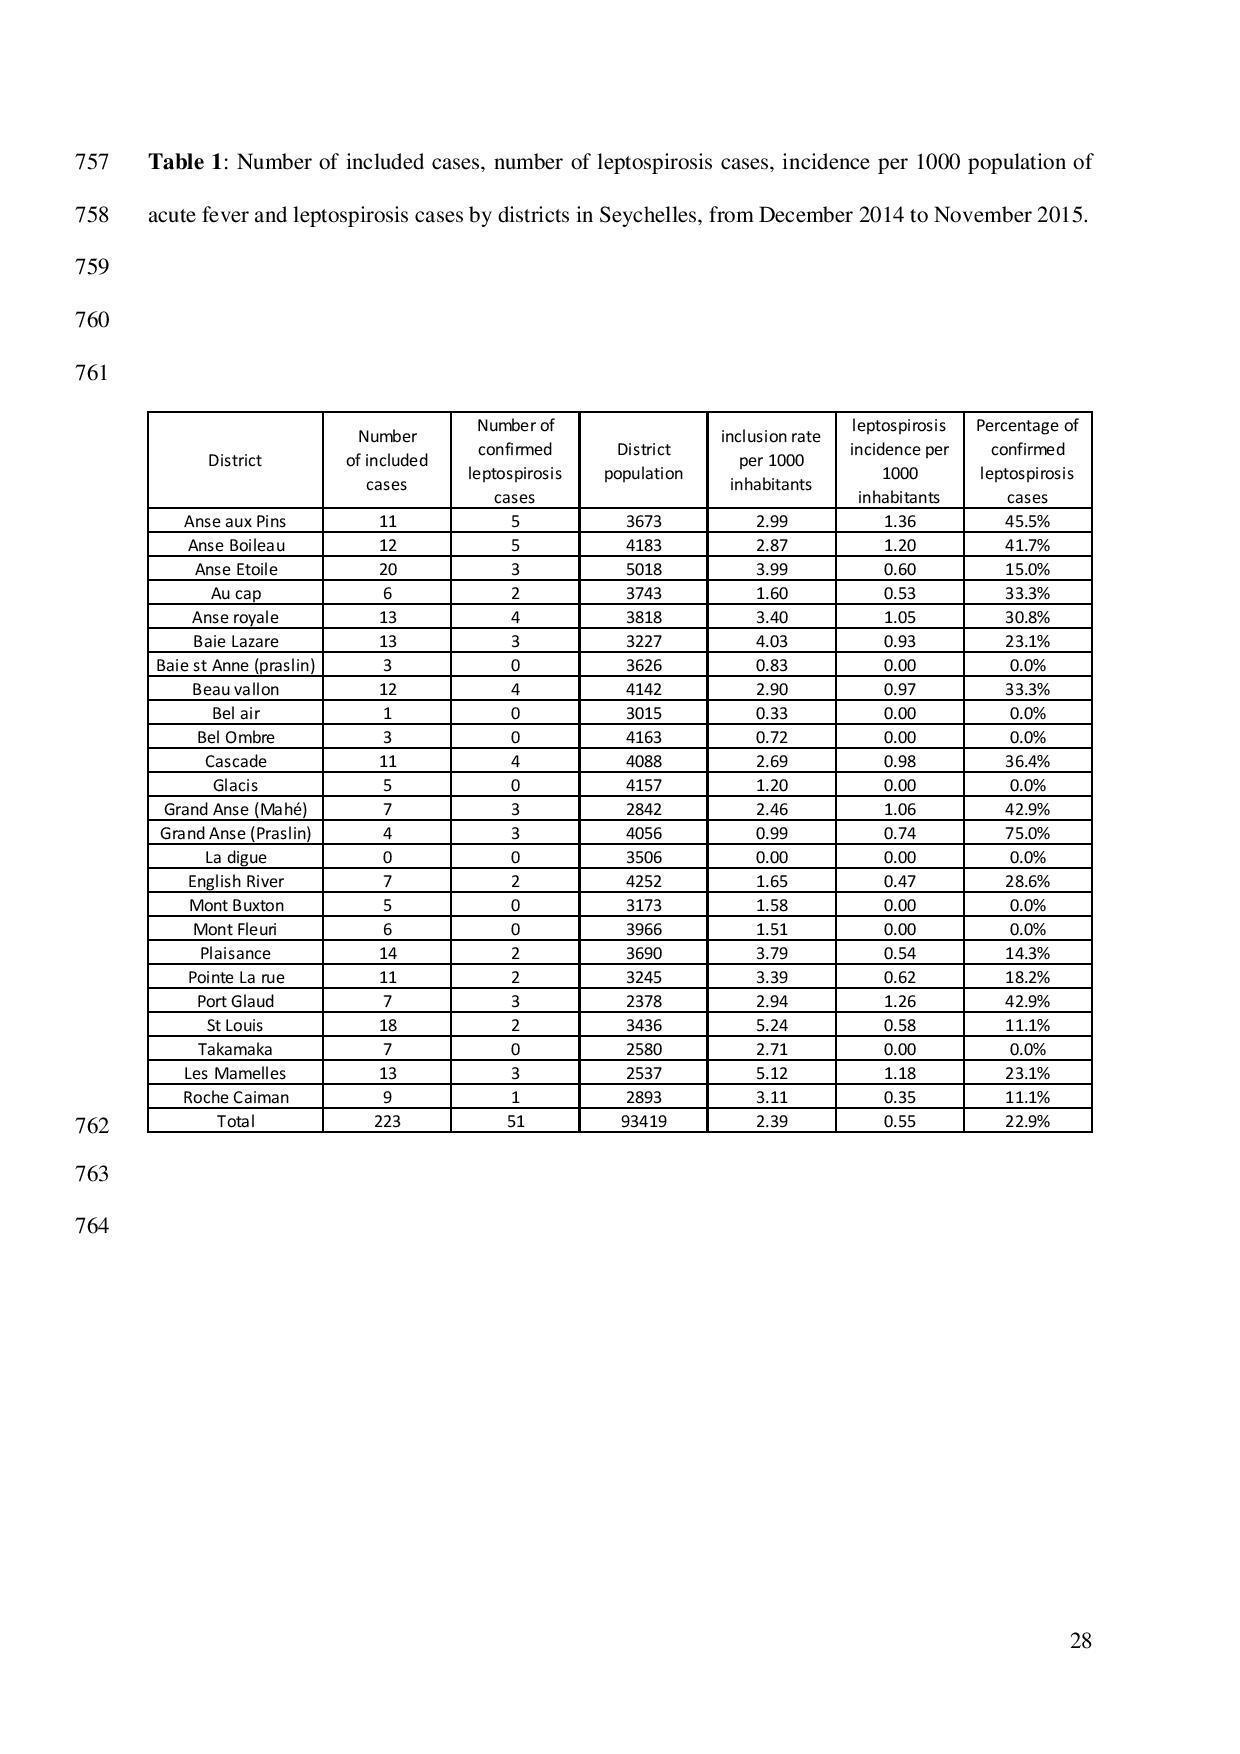 757 Table 1: Number of included cases, number of leptospirosis cases, incidence per 1000 population of
758 acute fever and leptospirosis cases by districts in Seychelles, from December 2014 to November 2015.
759
760
761
District Number of included cases Number of confirmed leptospirosis cases District population inclusion rate per 1000 inhabitants leptospirosis incidence per 1000 inhabitants Percentage of confirmed leptospirosis cases
Anse aux Pins 11 5 3673 2.99 1.36 45.5%
Anse Boileau 12 5 4183 2.87 1.20 41.7%
Anse Etoile 20 3 5018 3.99 0.60 15.0%
Au cap 6 2 3743 1.60 0.53 33.3%
Anse royale 13 4 3818 3.40 1.05 30.8%
Baie Lazare 13 3 3227 4.03 0.93 23.1%
Baie st Anne (praslin) 3 0 3626 0.83 0.00 0.0%
Beau vallon 12 4 4142 2.90 0.97 33.3%
Bel air 1 0 3015 0.33 0.00 0.0%
Bel Ombre 3 0 4163 0.72 0.00 0.0%
Cascade 11 4 4088 2.69 0.98 36.4%
Glacis 5 0 4157 1.20 0.00 0.0%
Grand Anse (Mahé) 7 3 2842 2.46 1.06 42.9%
Grand Anse (Praslin) 4 3 4056 0.99 0.74 75.0%
La digue 0 0 3506 0.00 0.00 0.0%
English River 7 2 4252 1.65 0.47 28.6%
Mont Buxton 5 0 3173 1.58 0.00 0.0%
Mont Fleuri 6 0 3966 1.51 0.00 0.0%
Plaisance 14 2 3690 3.79 0.54 14.3%
Pointe La rue 11 2 3245 3.39 0.62 18.2%
Port Glaud 7 3 2378 2.94 1.26 42.9%
St Louis 18 2 3436 5.24 0.58 11.1%
Takamaka 7 0 2580 2.71 0.00 0.0%
Les Mamelles 13 3 2537 5.12 1.18 23.1%
Roche Caiman 9 1 2893 3.11 0.35 11.1%
762 Total 223 51 93419 2.39 0.55 22.9%
763
764
28